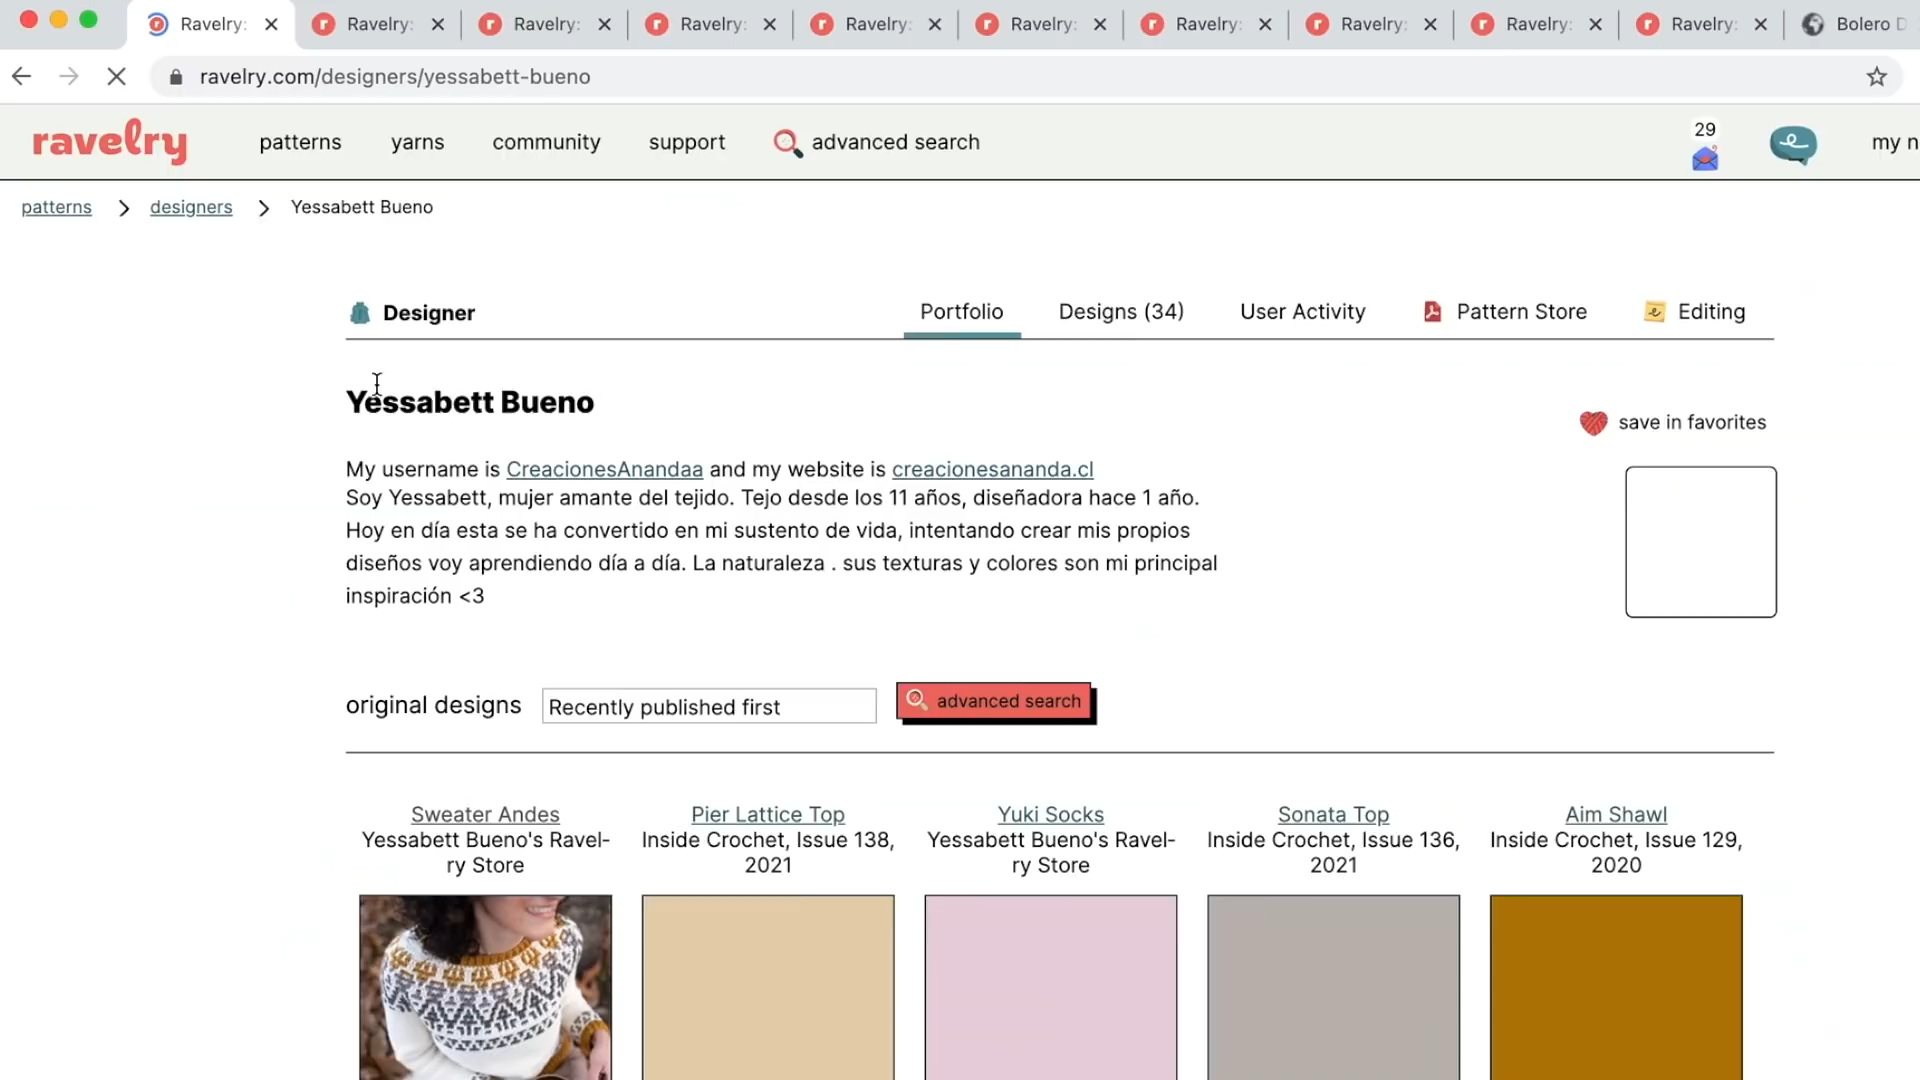 Ravelry: Ravelry: Ravelry: Ravelry: Ravelry: Ravelry: Ravelry: Ravelry: Ravelry: Ravelry: Bolero D
ravelry.com/designers/yessabett-bueno
ravelry patterns yarns community support advanced search 29 my n
patterns > designers > Yessabett Bueno
Designer Portfolio Designs (34) User Activity Pattern Store Editing
Yessabett Bueno
save in favorites
My username is CreacionesAnandaa and my website is creacionesananda.cl
Soy Yessabett, mujer amante del tejido. Tejo desde los 11 años, diseñadora hace 1 año.
Hoy en día esta se ha convertido en mi sustento de vida, intentando crear mis propios
diseños voy aprendiendo día a día. La naturaleza . sus texturas y colores son mi principal
inspiración <3
original designs Recently published first advanced search
Sweater Andes
Yessabett Bueno's Ravel-
ry Store
Pier Lattice Top
Inside Crochet, Issue 138,
2021
Yuki Socks
Yessabett Bueno's Ravel-
ry Store
Sonata Top
Inside Crochet, Issue 136,
2021
Aim Shawl
Inside Crochet, Issue 129,
2020